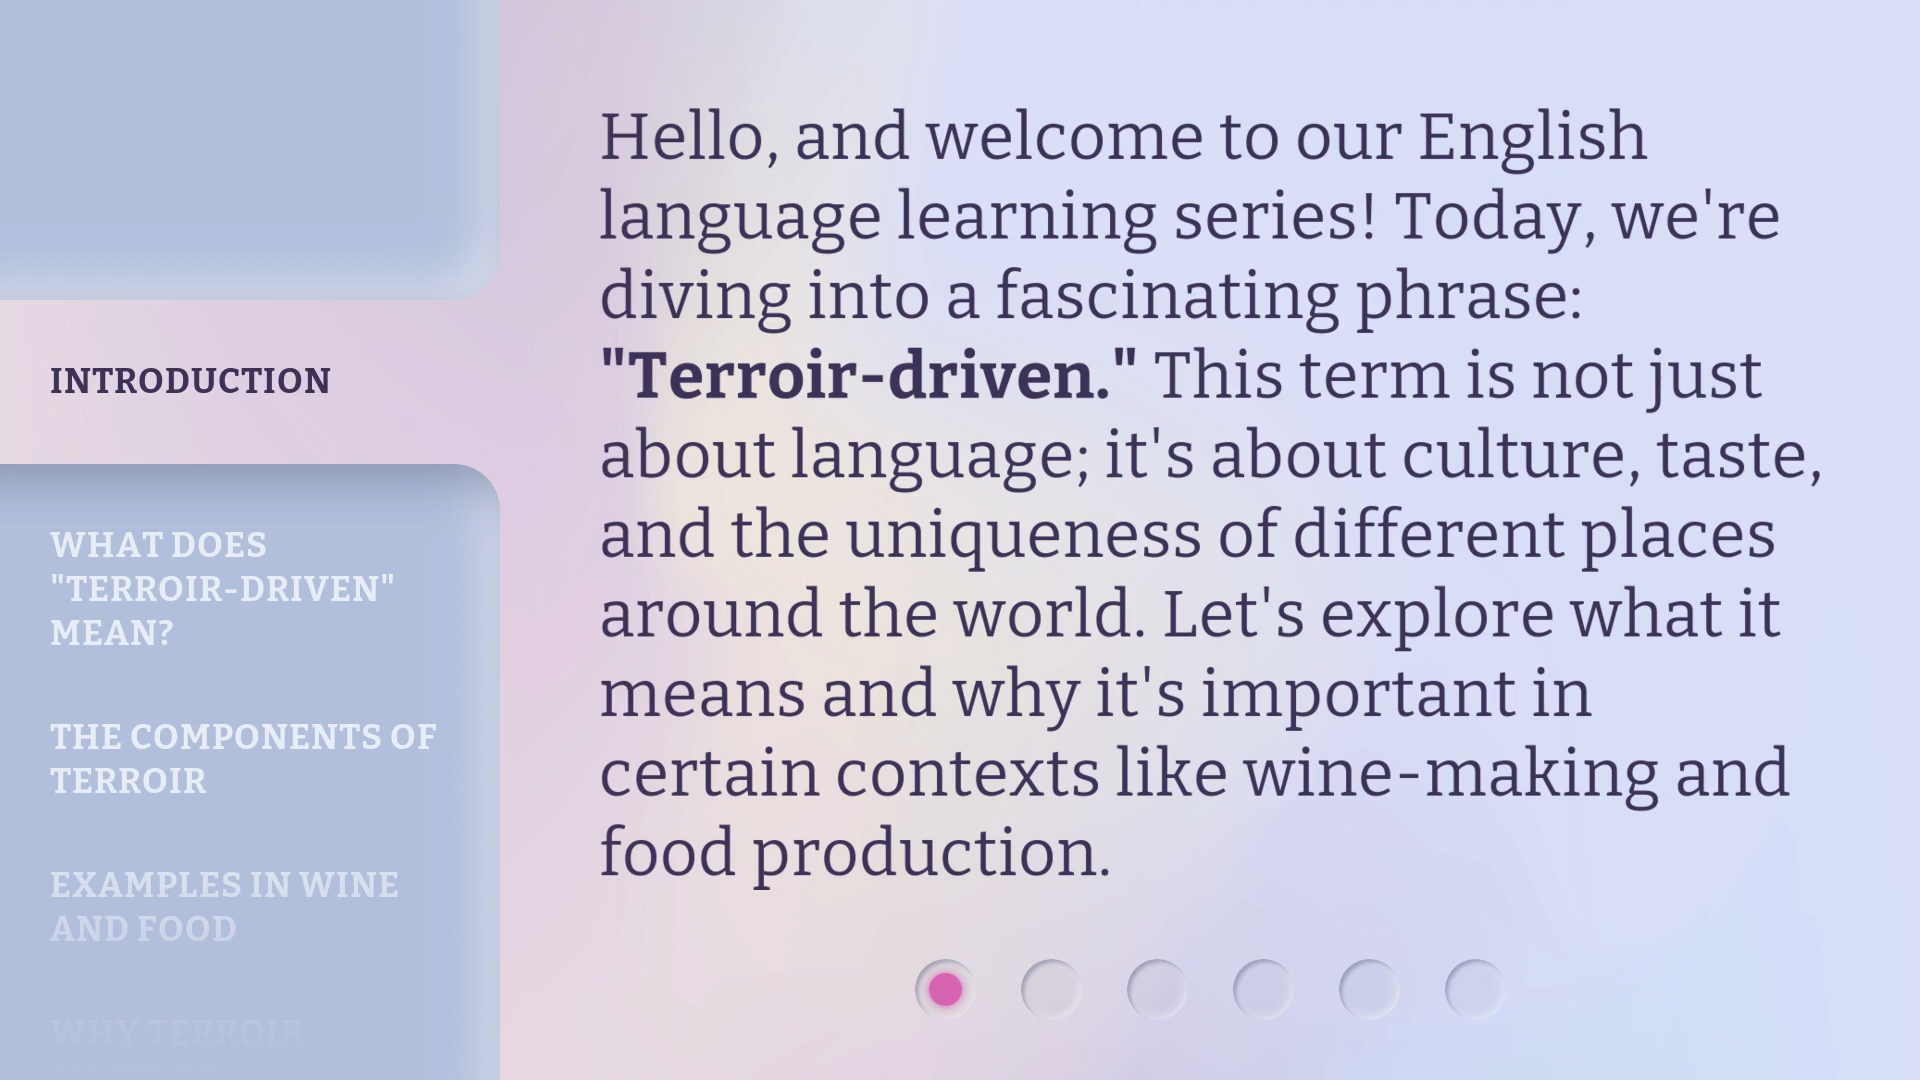 INTRODUCTION
WHAT DOES
"TERROIR-DRIVEN"
MEAN?
THE COMPONENTS OF
TERROIR
EXAMPLES IN WINE
AND FOOD
WHY TERROIR
Hello, and welcome to our English
language learning series! Today, we're
diving into a fascinating phrase:
"Terroir-driven." This term is not just
about language; it's about culture, taste,
and the uniqueness of different places
around the world. Let's explore what it
means and why it's important in
certain contexts like wine-making and
food production.